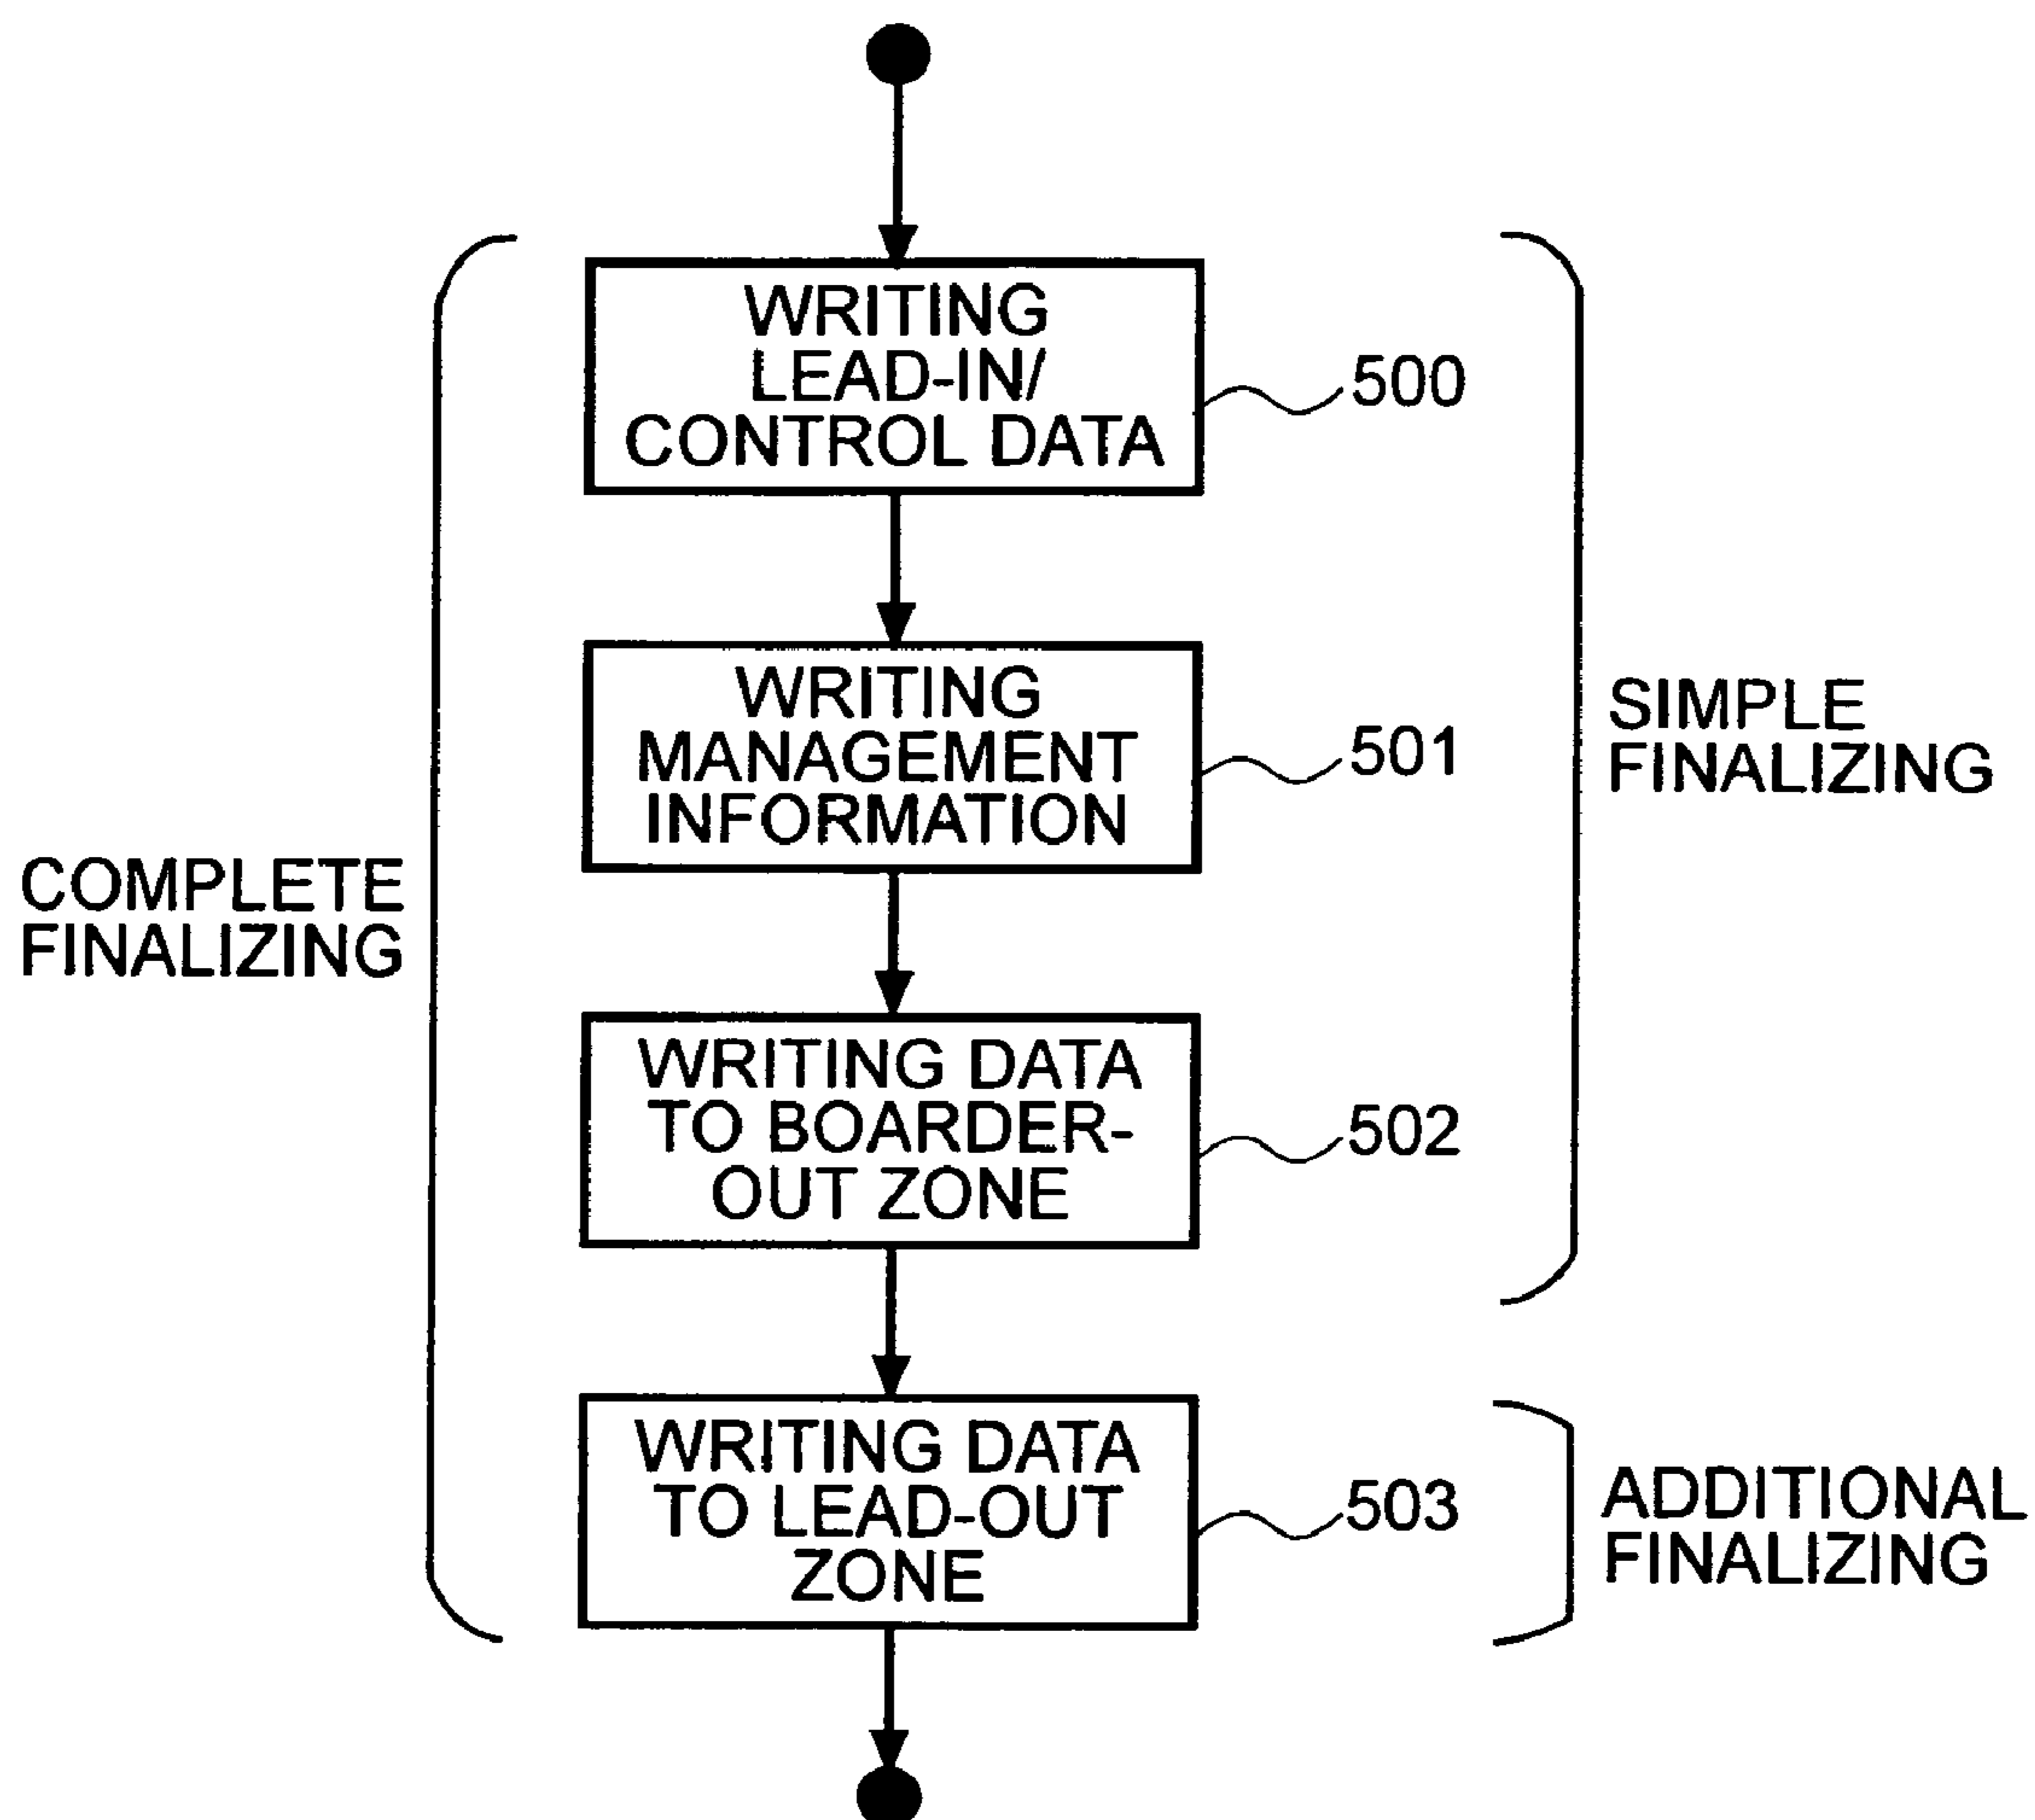 WRITING
LEAD-IN/
CONTROL DATA
500
WRITING
MANAGEMENT
INFORMATION
501
SIMPLE
FINALIZING
COMPLETE
FINALIZING
WRITING DATA
TO BOARDER-
OUT ZONE
502
WRITING DATA
TO LEAD-OUT
ZONE
503
ADDITIONAL
FINALIZING